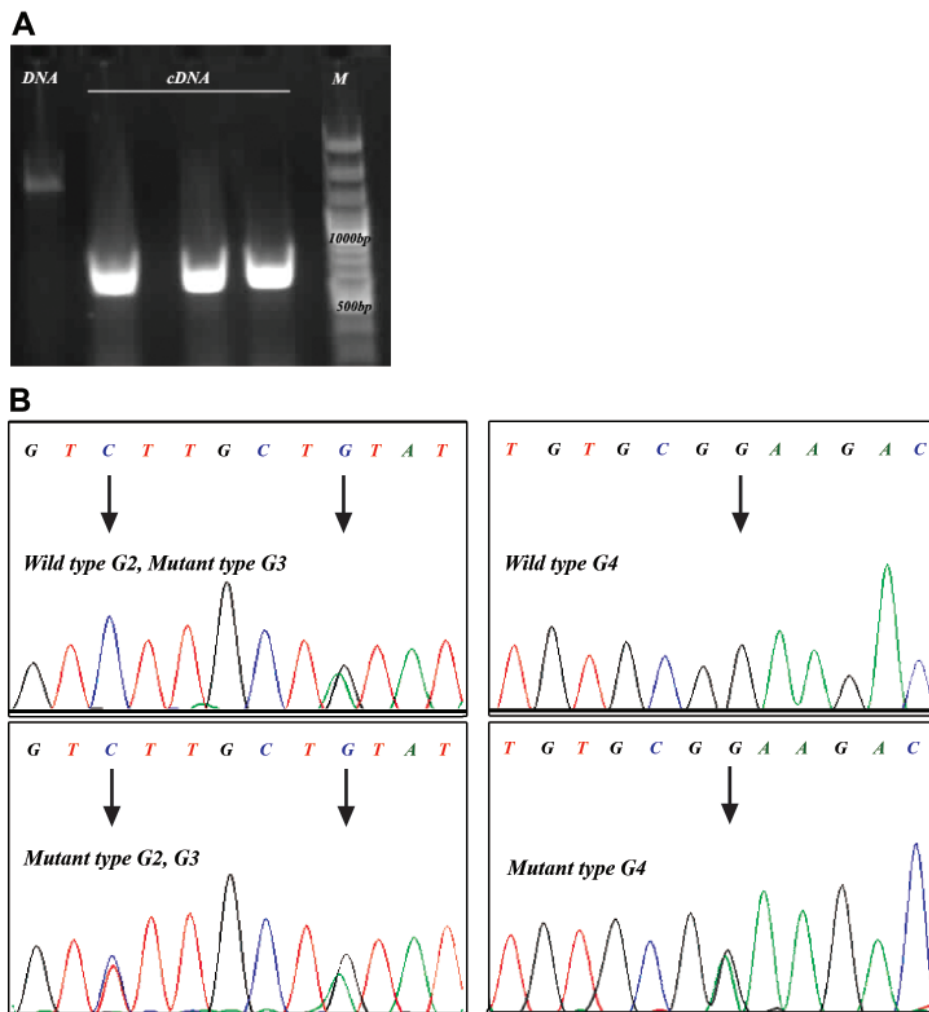 A
DNA cDNA M
1000bp
500bp
B
G T C T T G C T G T A T
Wild type G2, Mutant type G3
T G T G C G G A A G A C
Wild type G4
G T C T T G C T G T A T
Mutant type G2, G3
T G T G C G G A A G A C
Mutant type G4